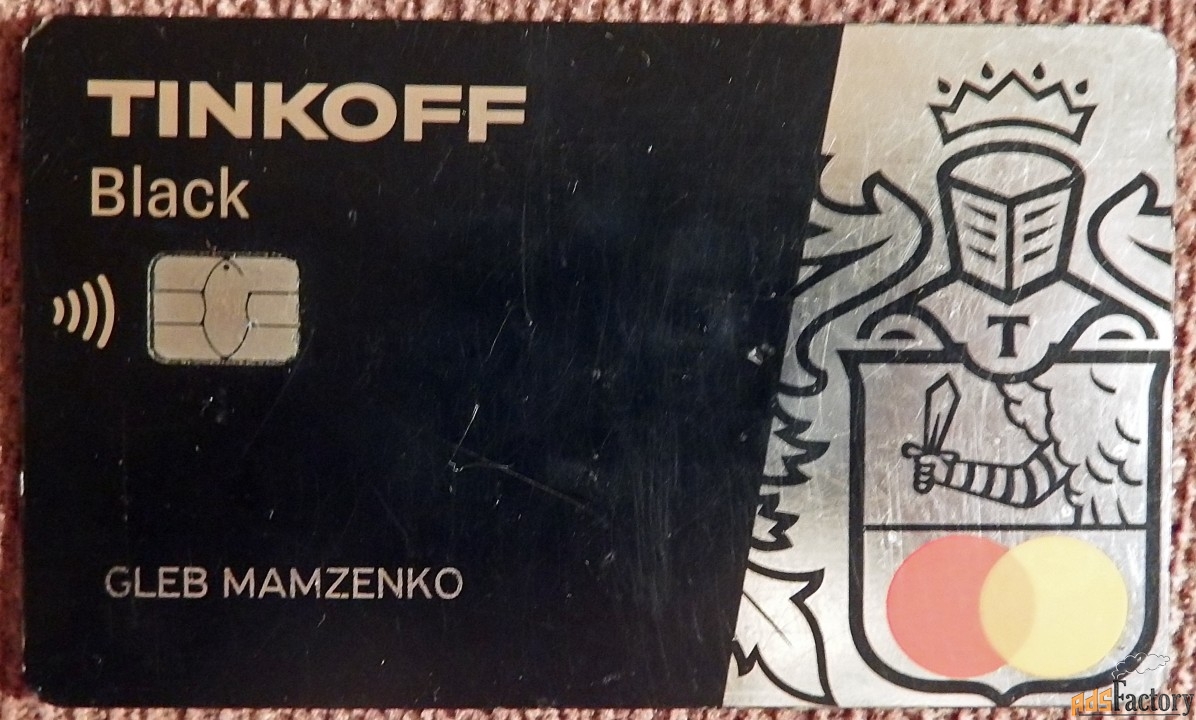 TINKOFF
Black
T
GLEB MAMZENKO
AdsFactory